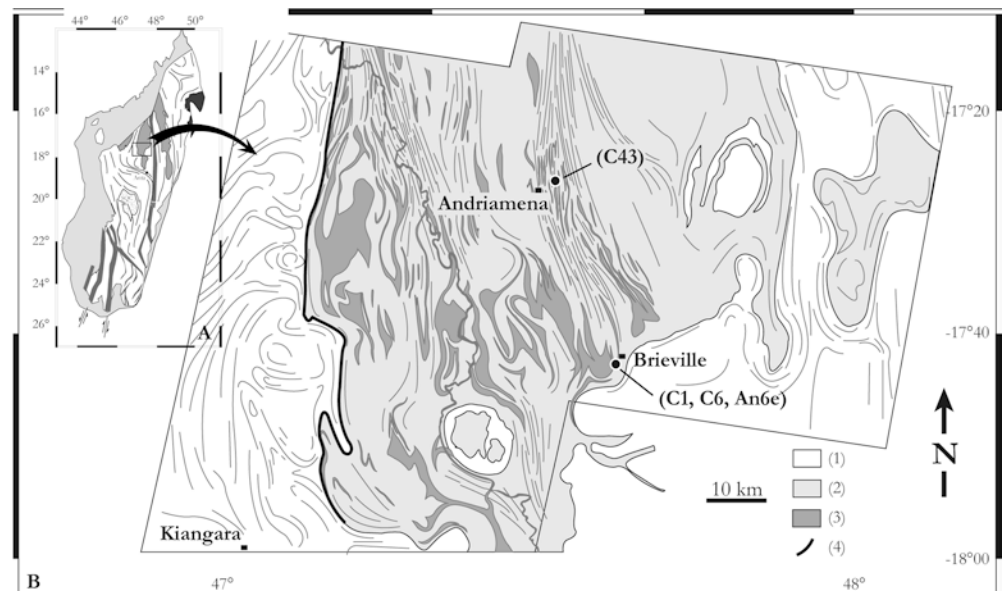 44° 46° 48° 50°
14°
16°
18°
20°
22°
24°
26°
A
-17°20
-17°40
-18°00
(C43)
Andriamena
Brieville
(C1, C6, An6e)
N
10 km
(1)
(2)
(3)
(4)
Kiangara
B
47° 48°